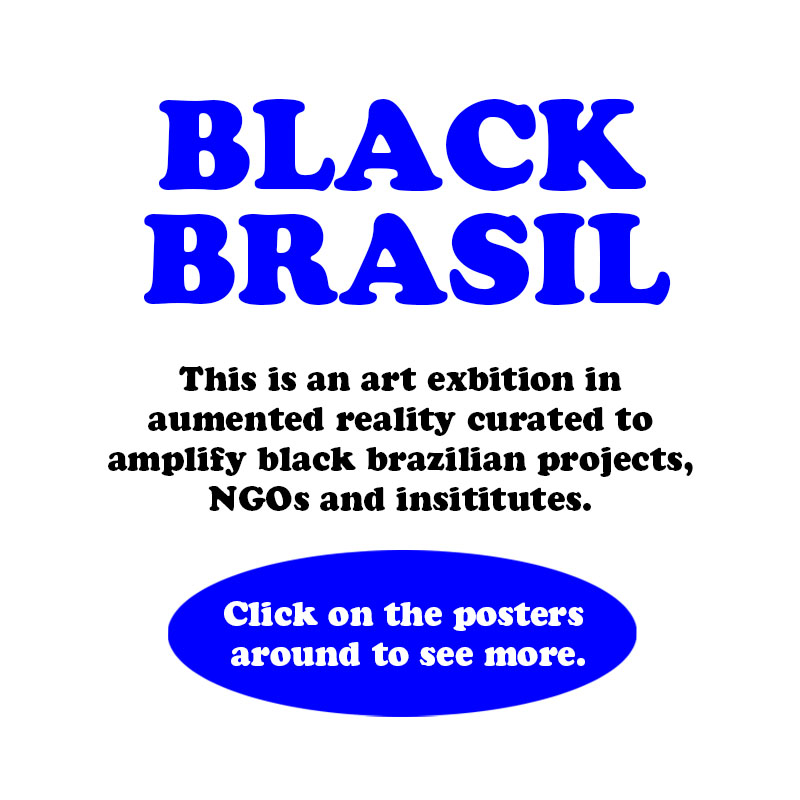 BLACK
BRASIL
This is an art exbition in
aumented reality curated to
amplify black brazilian projects,
NGOs and insititutes.
Click on the posters
around to see more.